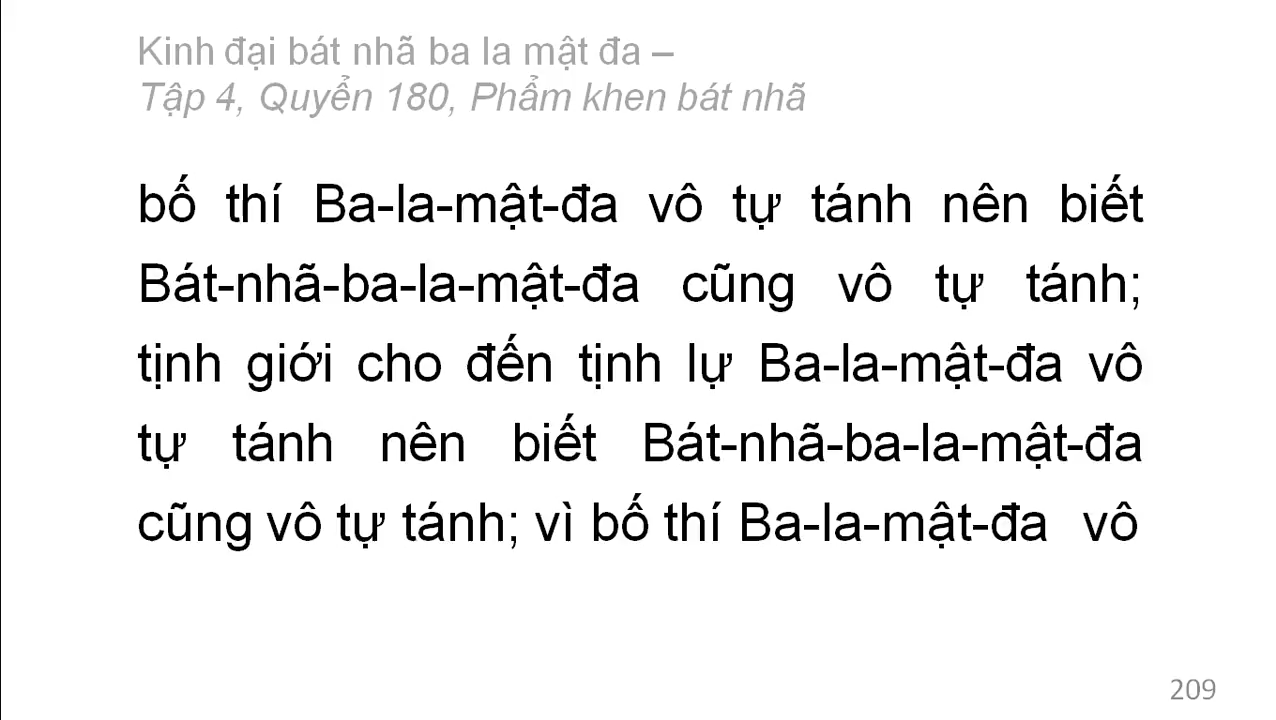 Kinh đại bát nhã ba la mật đa –
Tập 4, Quyển 180, Phẩm khen bát nhã
bố thí Ba-la-mật-đa vô tự tánh nên biết
Bát-nhã-ba-la-mật-đa cũng vô tự tánh;
tịnh giới cho đến tịnh lự Ba-la-mật-đa vô
tự tánh nên biết Bát-nhã-ba-la-mật-đa
cũng vô tự tánh; vì bố thí Ba-la-mật-đa vô
209